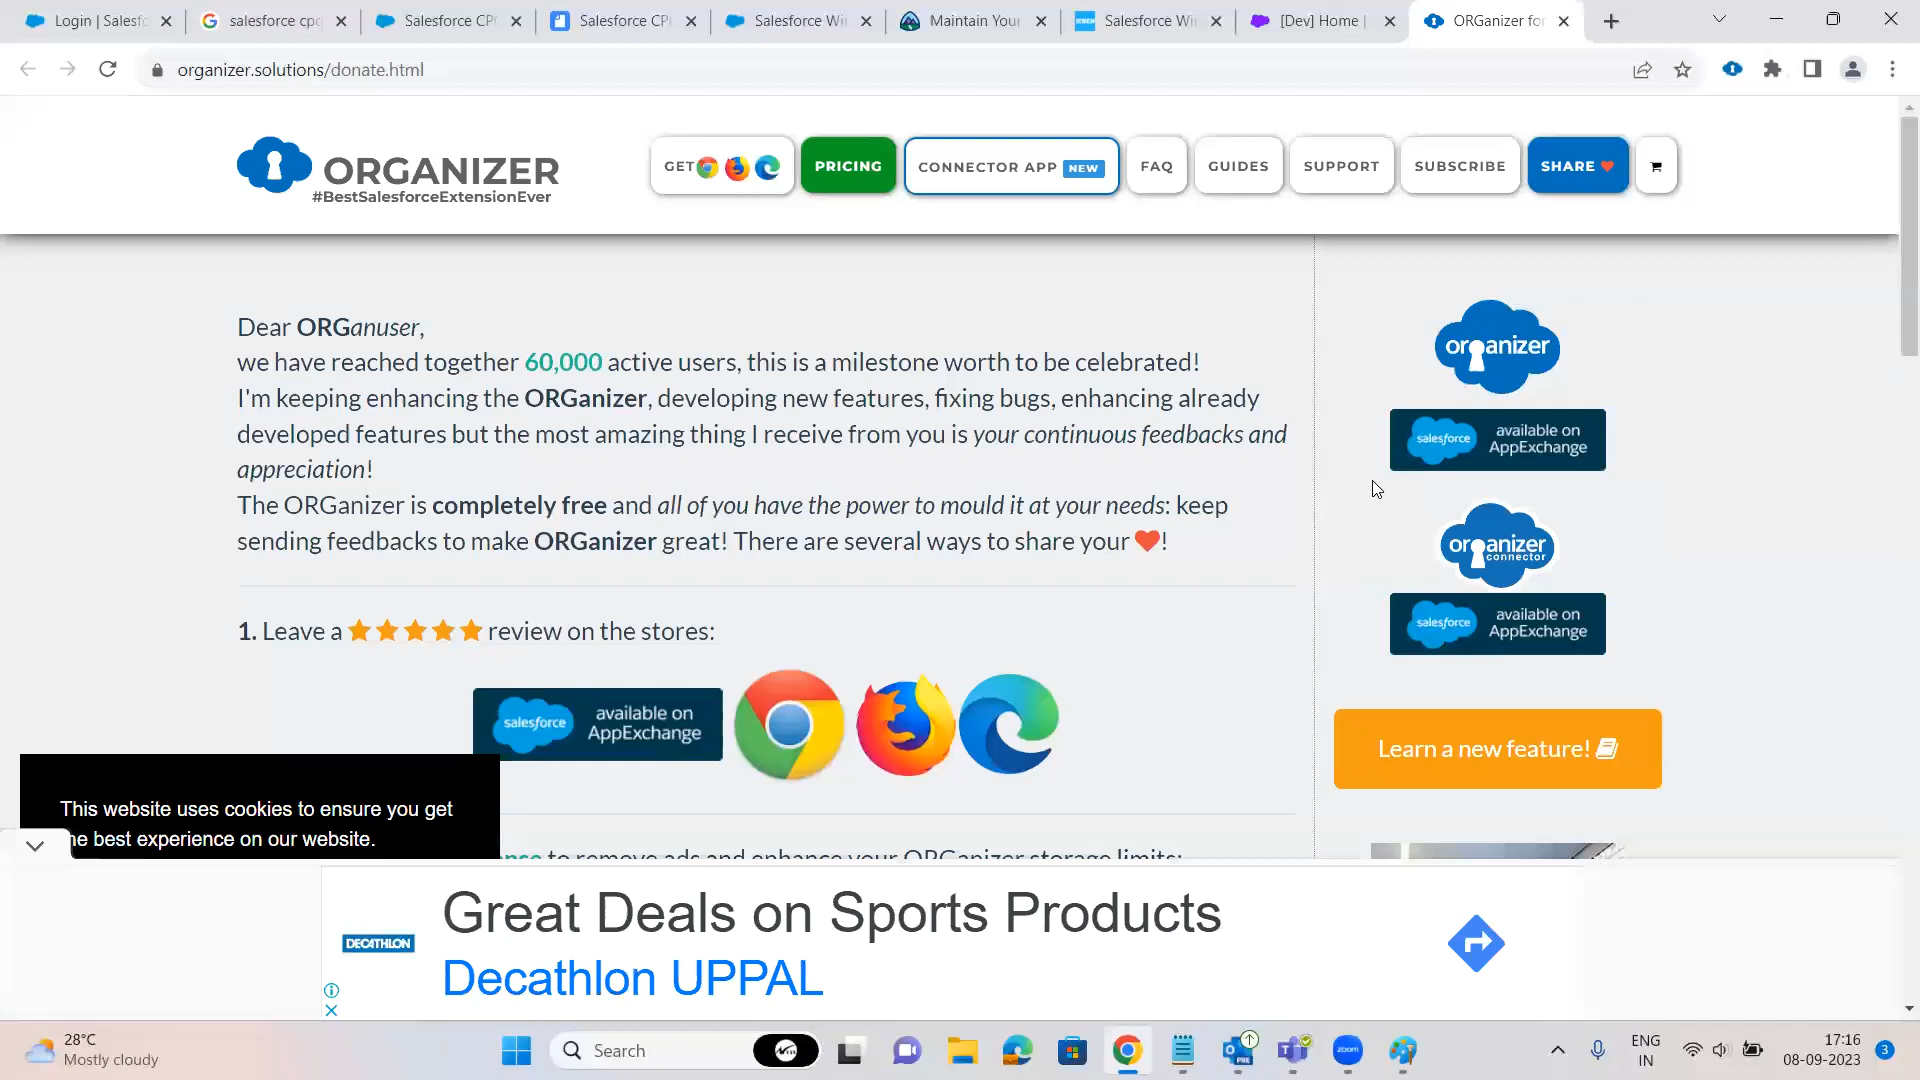 Login | Salesfo
salesforce cpq
Salesforce CP
Salesforce CP
Salesforce Wi
Maintain Your
Salesforce Wi
[Dev] Home |
ORGanizer for
organizer.solutions/donate.html
ORGANIZER
#BestSalesforceExtensionEver
GET
PRICING
CONNECTOR APP NEW
FAQ
GUIDES
SUPPORT
SUBSCRIBE
SHARE
Dear ORGanuser,
we have reached together 60,000 active users, this is a milestone worth to be celebrated!
I'm keeping enhancing the ORGanizer, developing new features, fixing bugs, enhancing already
developed features but the most amazing thing I receive from you is your continuous feedbacks and
appreciation!
The ORGanizer is completely free and all of you have the power to mould it at your needs: keep
sending feedbacks to make ORGanizer great! There are several ways to share your ❤!
1. Leave a ★★★★★ review on the stores:
salesforce
available on
AppExchange
organizer
salesforce
available on
AppExchange
organizer
connector
salesforce
available on
AppExchange
Learn a new feature!
This website uses cookies to ensure you get
he best experience on our website.
to remove ads and enhance your ORGanizer storage limits:
DECATHLON
Great Deals on Sports Products
Decathlon UPPAL
28°C
Mostly cloudy
Search
PRE
zoom
ENG
IN
17:16
08-09-2023
3